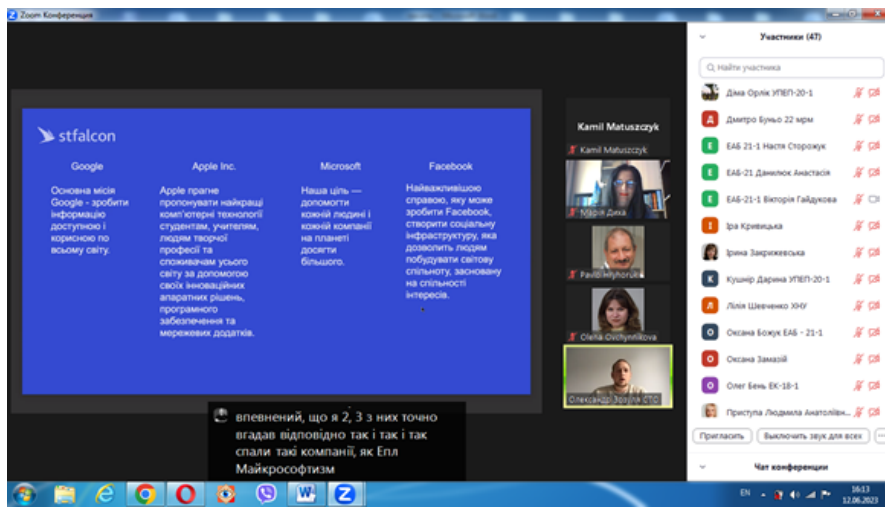 Zoom Конференция
stfalcon
Google
Основна місія
Google - зробити
інформацію
доступною і
корисною по
всьому світу.
Apple Inc.
Apple прагне
пропонувати найкращі
комп'ютерні технології
студентам, учителям,
людям творчої
професії та
споживачам усього
світу за допомогою
своїх інноваційних
апаратних рішень,
програмного
забезпечення та
мережевих додатків.
Microsoft
Наша ціль —
допомогти
кожній людині і
кожній компанії
на планеті
досягти
більшого.
Facebook
Найважливішою
справою, яку може
зробити Facebook,
створити соціальну
інфраструктуру, яка
дозволить людям
побудувати світову
спільноту, засновану
на спільності
інтересів.
впевнений, що я 2, 3 з них точно
вгадав відповідно так і так і так
спали такі компанії, як Епл
Майкрософтизм
Kamil Matuszczyk
Kamil Matuszczyk
Марія Диха
Pavlo Hryhoruk
Olena Ovchynnikova
Олександр Зозуля СТО
Участники (47)
Найти участника
Діма Орлік УПЕП-20-1
Д Дмитро Буньо 22 мрм
Е ЕАБ 21-1 Настя Сторожук
Е ЕАБ-21 Данилюк Анастасія
Е ЕАБ-21-1 Вікторія Гайдукова
І Іра Кривицька
Ірина Закрижевська
К Кушнір Дарина УПЕП-20-1
Л Лілія Шевченко ХНУ
О Оксана Божук ЕАБ - 21-1
О Оксана Замазій
О Олег Бень ЕК-18-1
Приступа Людмила Анатоліївн...
Пригласить
Выключить звук для всех
Чат конференции
EN
16:13
12.06.2023